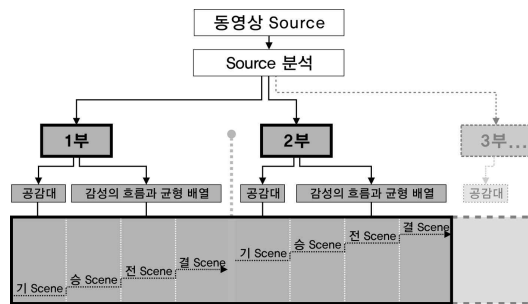 동영상 Source
Source 분석
1부
2부
3부...
공감대
감성의 흐름과 균형 배열
공감대
감성의 흐름과 균형 배열
공감대
기 Scene
승 Scene
전 Scene
결 Scene
기 Scene
승 Scene
전 Scene
결 Scene